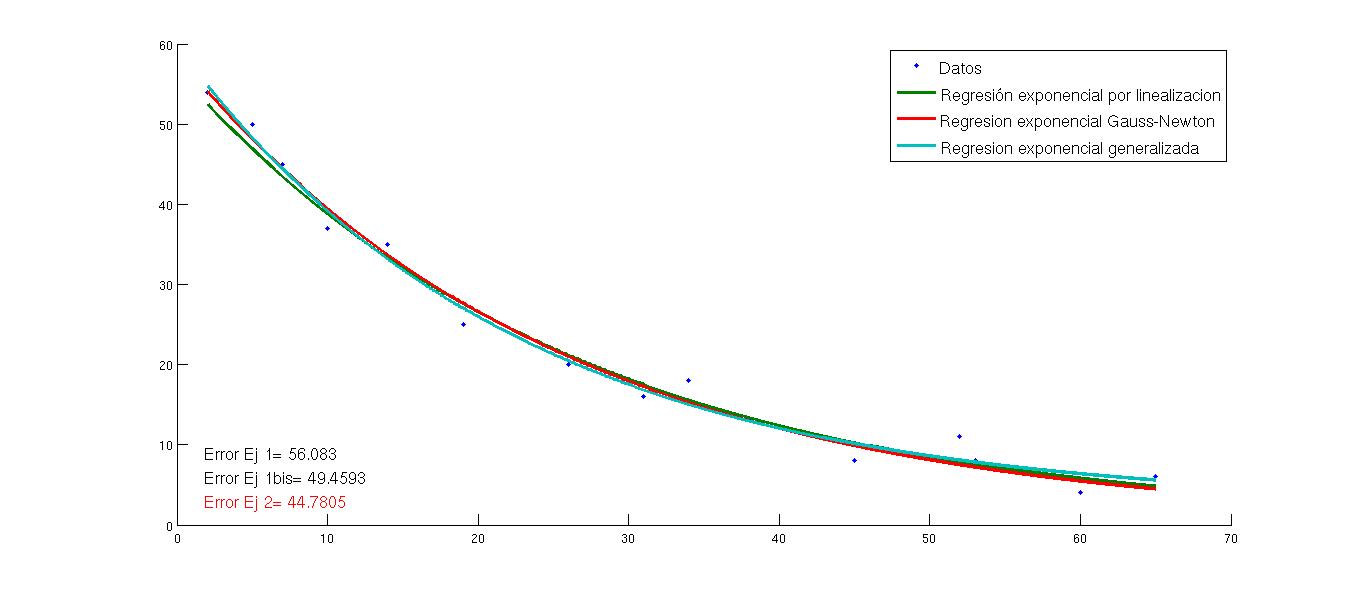 60
50
40
30
20
10
0
Datos
Regresión exponencial por linealizacion
Regresion exponencial Gauss-Newton
Regresion exponencial generalizada
Error Ej 1= 56.083
Error Ej 1bis= 49.4593
Error Ej 2= 44.7805
0 10 20 30 40 50 60 70